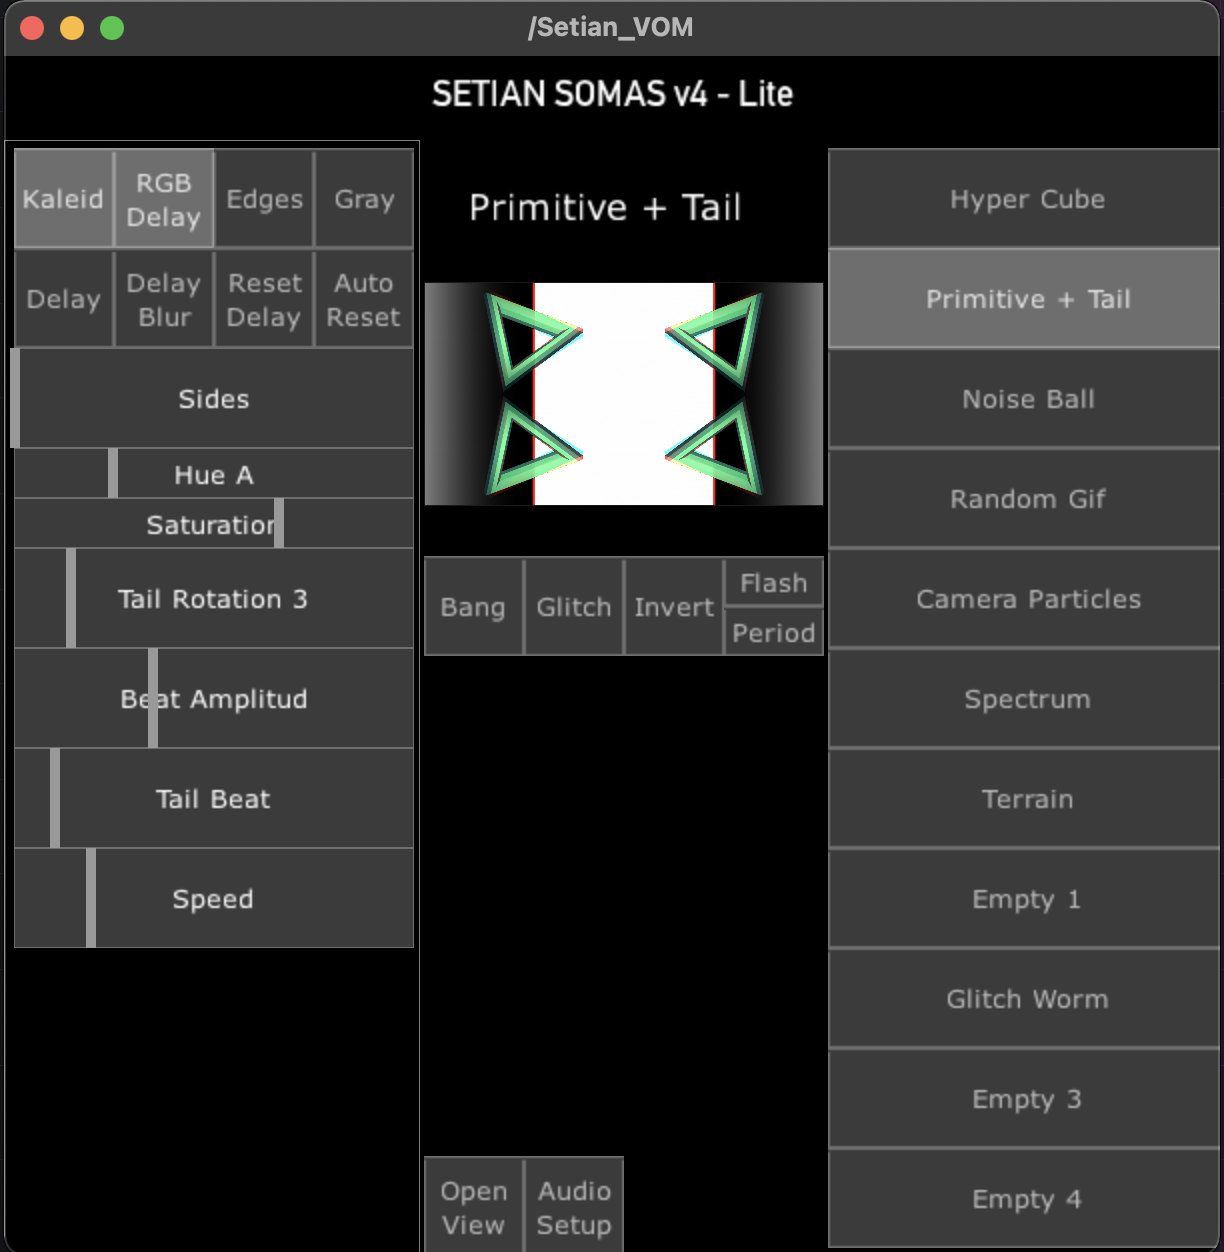 /Setian_VOM
SETIAN SOMAS v4 - Lite
Kaleid
RGB
Delay
Edges
Gray
Delay
Delay
Blur
Reset
Delay
Auto
Reset
Sides
Hue A
Saturation
Tail Rotation 3
Beat Amplitud
Tail Beat
Speed
Primitive + Tail
Bang
Glitch
Invert
Flash
Period
Open
View
Audio
Setup
Hyper Cube
Primitive + Tail
Noise Ball
Random Gif
Camera Particles
Spectrum
Terrain
Empty 1
Glitch Worm
Empty 3
Empty 4